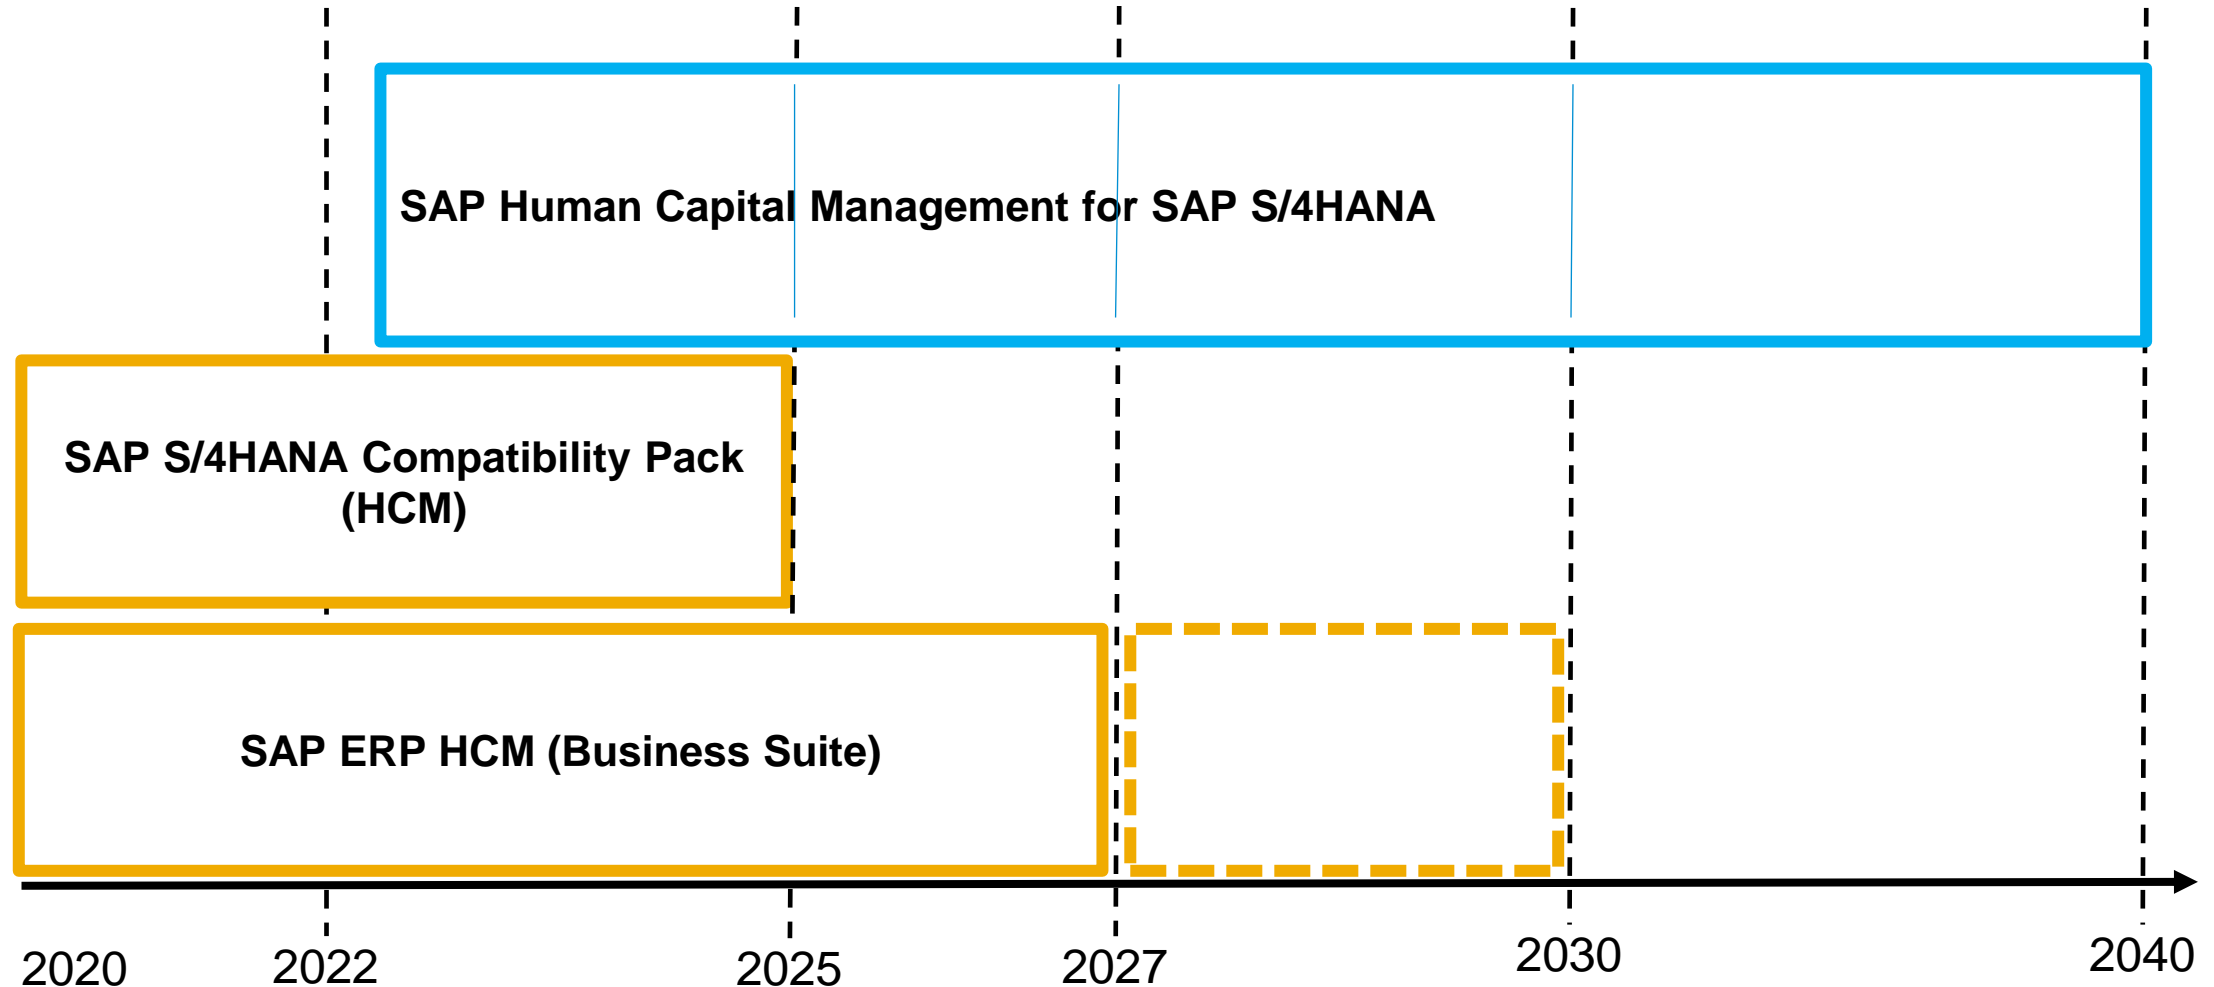 SAP Human Capital Management for SAP S/4HANA
SAP S/4HANA Compatibility Pack
(HCM)
SAP ERP HCM (Business Suite)
2020 2022 2025 2027 2030 2040